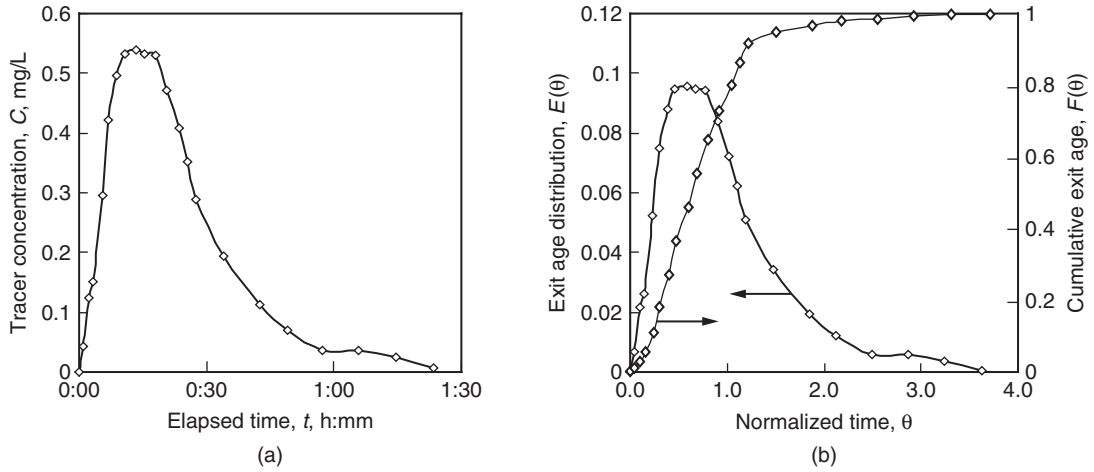 0.6
0.5
0.4
0.3
0.2
0.1
0
Tracer concentration, C, mg/L
0:00 0:30 1:00 1:30
Elapsed time, t, h:mm
(a)
0.12
0.1
0.08
0.06
0.04
0.02
0
Exit age distribution, E(θ)
1
0.8
0.6
0.4
0.2
0
Cumulative exit age, F(θ)
0.0 1.0 2.0 3.0 4.0
Normalized time, θ
(b)